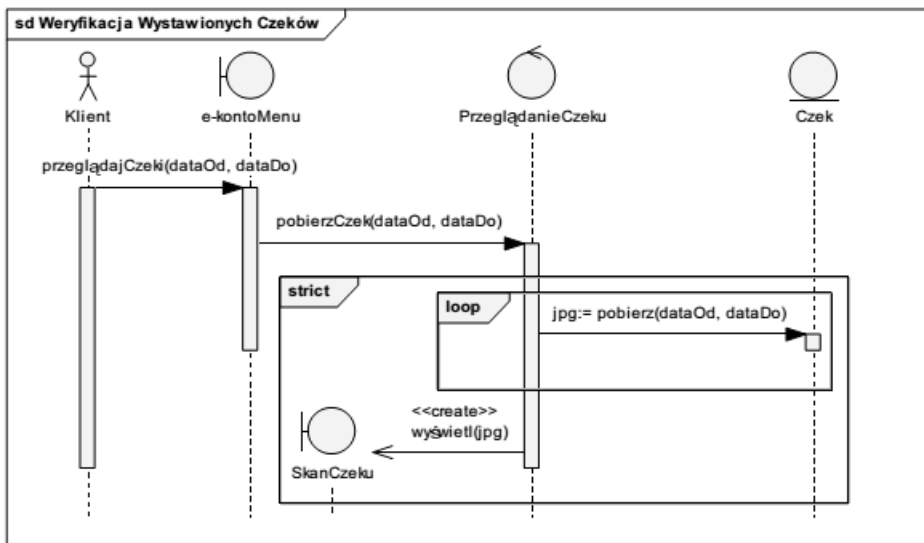 sd Weryfikacja Wystawionych Czeków
Klient
e-kontoMenu
PrzeglądanieCzeku
Czek
przeglądajCzeki(dataOd, dataDo)
pobierzCzek(dataOd, dataDo)
strict
loop
jpg:= pobierz(dataOd, dataDo)
<<create>>
wyświetl(jpg)
SkanCzeku